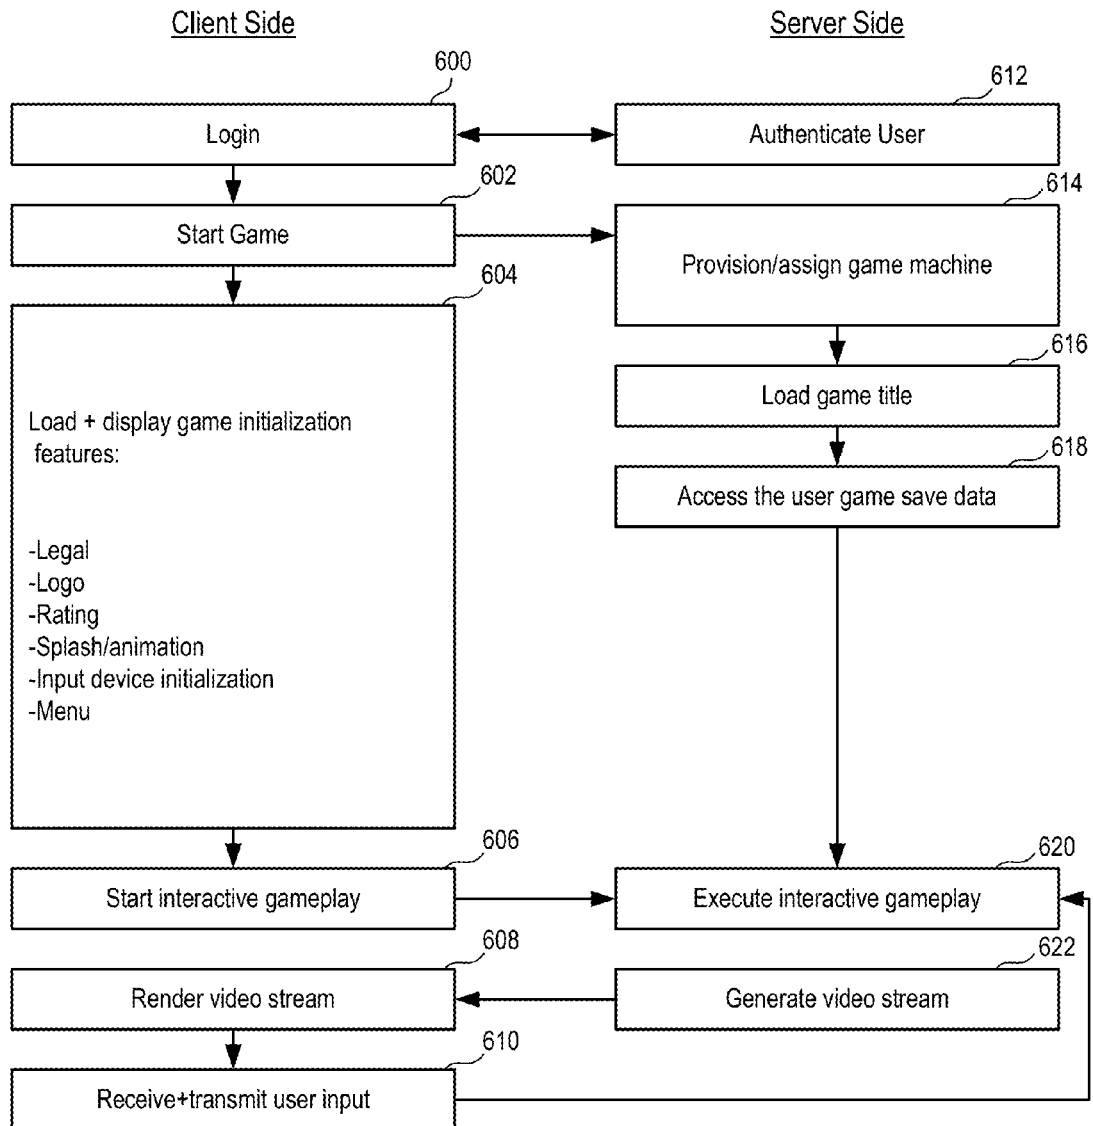 Client Side
Server Side
600
612
Login
Authenticate User
602
614
Start Game
Provision/assign game machine
604
616
Load + display game initialization
features:
-Legal
-Logo
-Rating
-Splash/animation
-Input device initialization
-Menu
Load game title
618
Access the user game save data
606
620
Start interactive gameplay
Execute interactive gameplay
608
622
Render video stream
Generate video stream
610
Receive+transmit user input